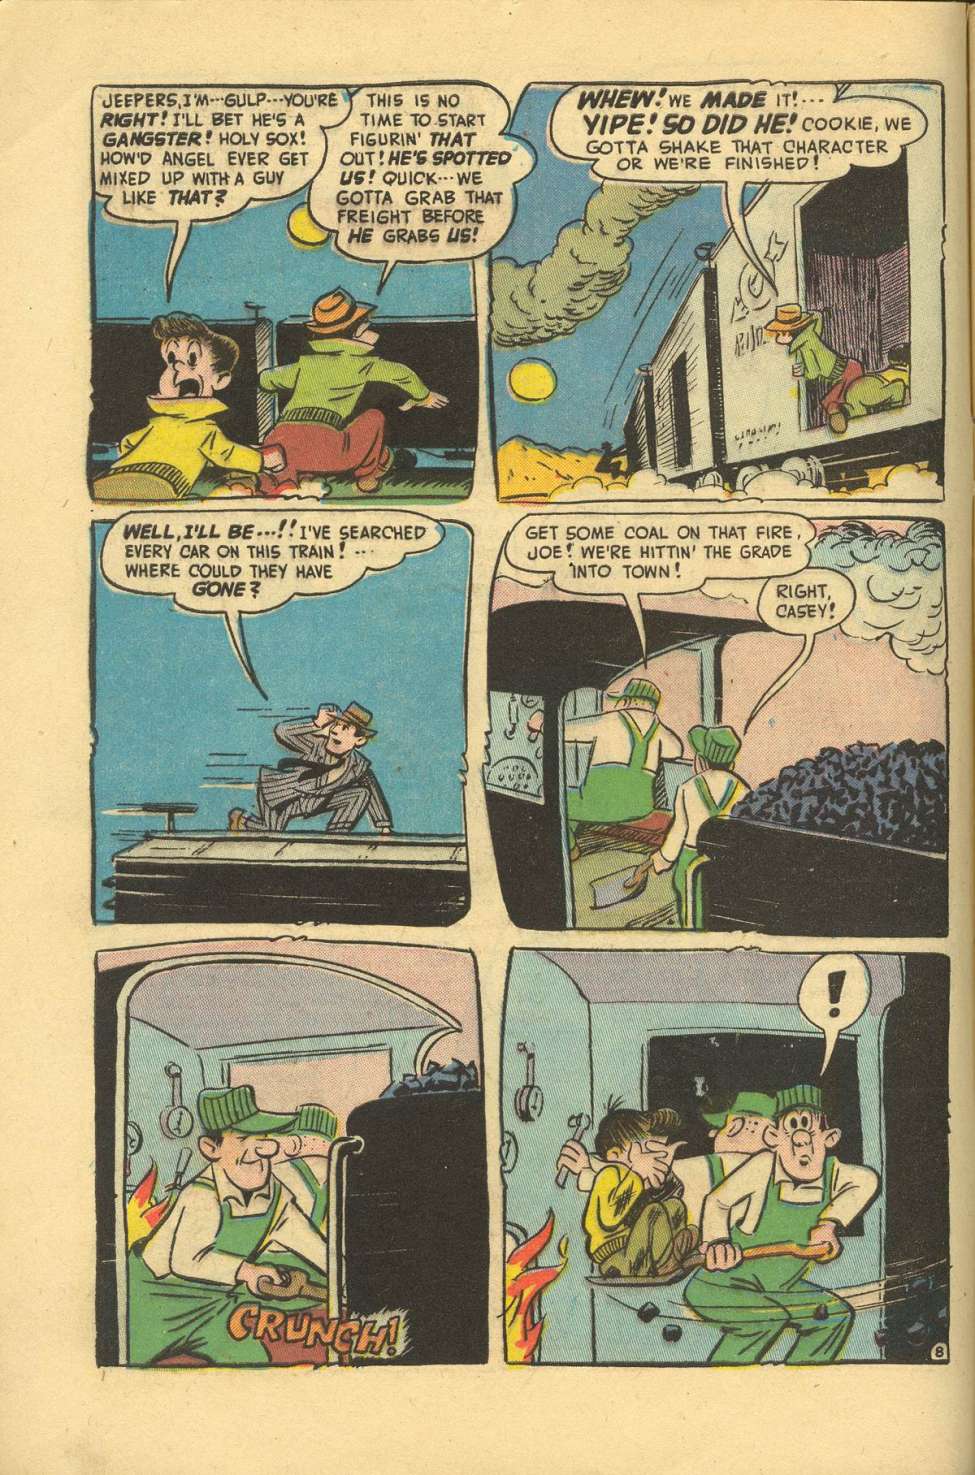 JEEPERS, I'M---GULP---YOU'RE
RIGHT! I'LL BET HE'S A
GANGSTER! HOLY SOX!
HOW'D ANGEL EVER GET
MIXED UP WITH A GUY
LIKE THAT?
THIS IS NO
TIME TO START
FIGURIN' THAT
OUT! HE'S SPOTTED
US! QUICK---WE
GOTTA GRAB THAT
FREIGHT BEFORE
HE GRABS US!
WHEW! WE MADE IT!---
YIPE! SO DID HE! COOKIE, WE
GOTTA SHAKE THAT CHARACTER
OR WE'RE FINISHED!
WELL, I'LL BE---!! I'VE SEARCHED
EVERY CAR ON THIS TRAIN! --
WHERE COULD THEY HAVE
GONE?
GET SOME COAL ON THAT FIRE,
JOE! WE'RE HITTIN' THE GRADE
INTO TOWN!
RIGHT,
CASEY!
CRUNCH!
!
8